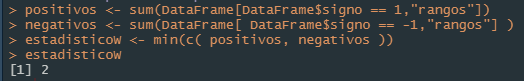 > positivos <- sum(DataFrame[DataFrame$signo == 1,"rangos"])
> negativos <- sum(DataFrame[ DataFrame$signo == -1,"rangos"] )
> estadisticoW <- min(c( positivos, negativos ))
> estadisticoW
[1] 2